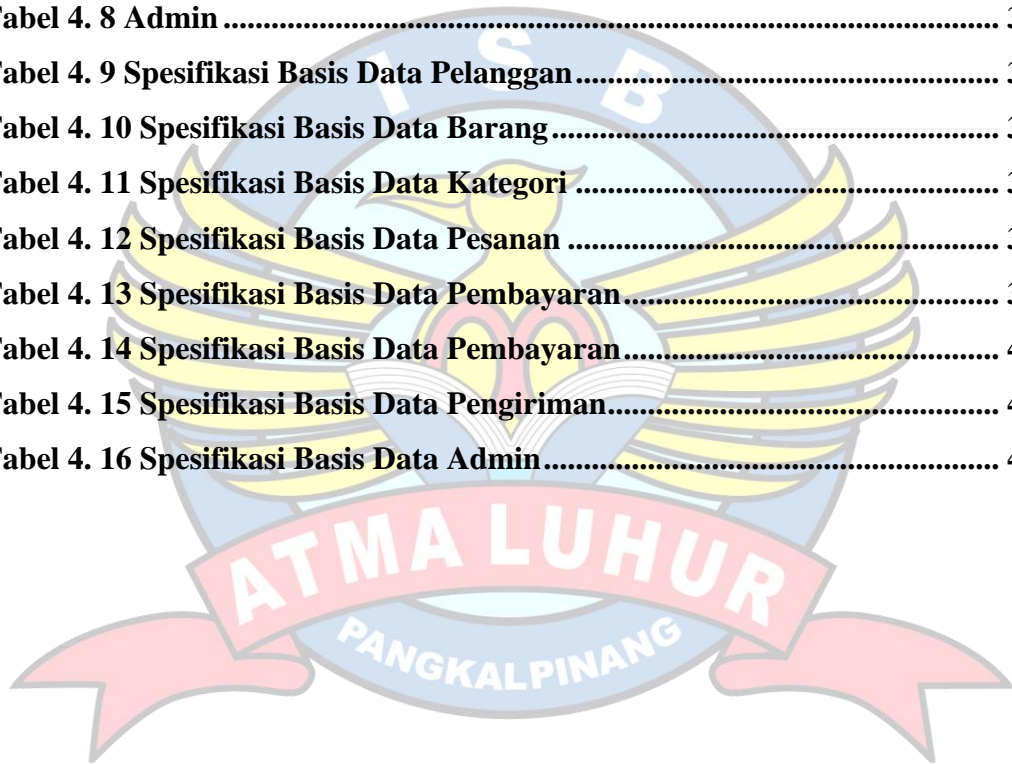 Tabel 4. 8 Admin ........................................................................................................ 3
Tabel 4. 9 Spesifikasi Basis Data Pelanggan ......................................................... 3
Tabel 4. 10 Spesifikasi Basis Data Barang ............................................................ 3
Tabel 4. 11 Spesifikasi Basis Data Kategori ......................................................... 3
Tabel 4. 12 Spesifikasi Basis Data Pesanan .......................................................... 3
Tabel 4. 13 Spesifikasi Basis Data Pembayaran .................................................... 3
Tabel 4. 14 Spesifikasi Basis Data Pembayaran .................................................... 4
Tabel 4. 15 Spesifikasi Basis Data Pengiriman ...................................................... 4
Tabel 4. 16 Spesifikasi Basis Data Admin ............................................................. 4
I S B
ATMA LUHUR
PANGKALPINANG